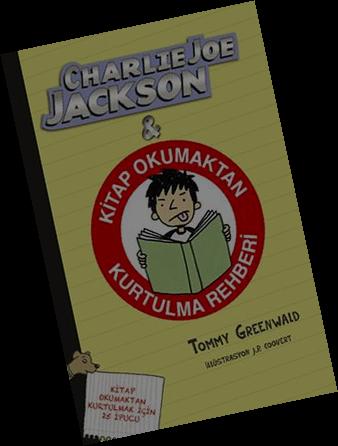 CHARLIE JOE
JACKSON
&
KİTAP OKUMAKTAN
KURTULMA REHBERİ
TOMMY GREENWALD
İLLÜSTRASYON J.P. COOVERT
KİTAP
OKUMAKTAN
KURTULMAK İÇİN
25 İPUCU